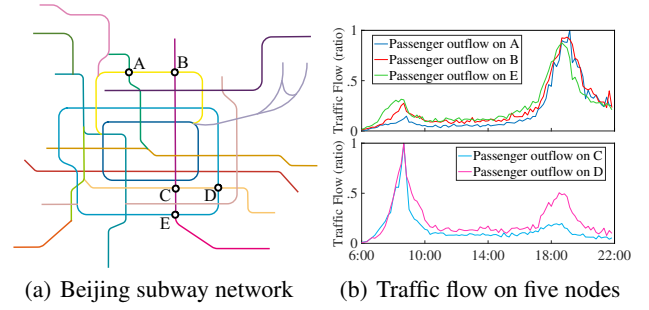 A
B
C
D
E
(a) Beijing subway network
Traffic Flow (ratio)
1
.5
0
Passenger outflow on A
Passenger outflow on B
Passenger outflow on E
Traffic Flow (ratio)
1
.5
0
Passenger outflow on C
Passenger outflow on D
6:00 10:00 14:00 18:00 22:00
(b) Traffic flow on five nodes